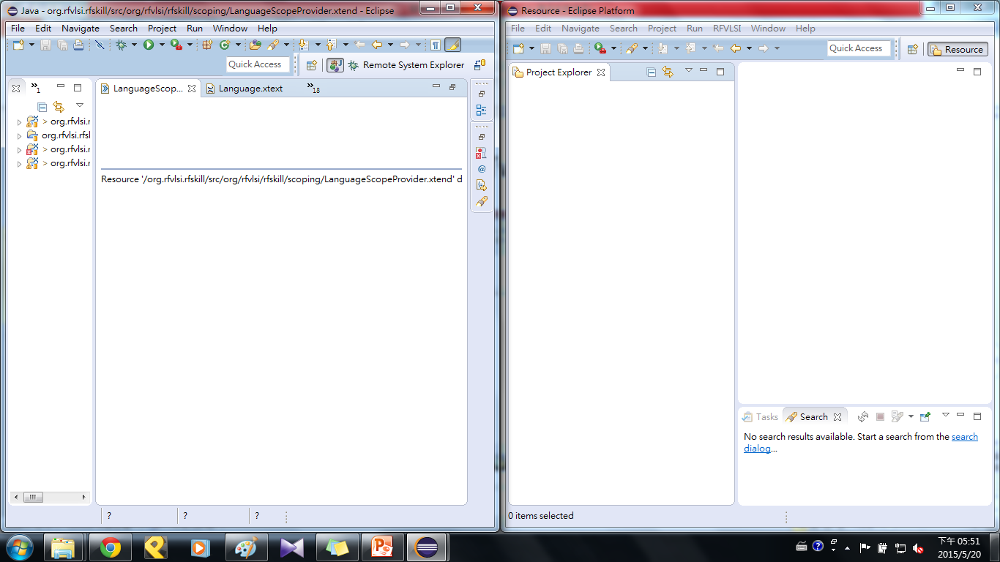 Java - org.rfvlsi.rfskill/src/org/rfvlsi/rfskill/scoping/LanguageScopeProvider.xtend - Eclipse
File Edit Navigate Search Project Run Window Help
Quick Access
Remote System Explorer
»1
LanguageScop...
Language.xtext
»18
> org.rfvlsi.r
org.rfvlsi.rfsl
> org.rfvlsi.r
> org.rfvlsi.r
Resource '/org.rfvlsi.rfskill/src/org/rfvlsi/rfskill/scoping/LanguageScopeProvider.xtend' d
? ? ?
Resource - Eclipse Platform
File Edit Navigate Search Project Run RFVLSI Window Help
Quick Access
Resource
Project Explorer
Tasks
Search
No search results available. Start a search from the search
dialog...
0 items selected
下午 05:51
2015/5/20